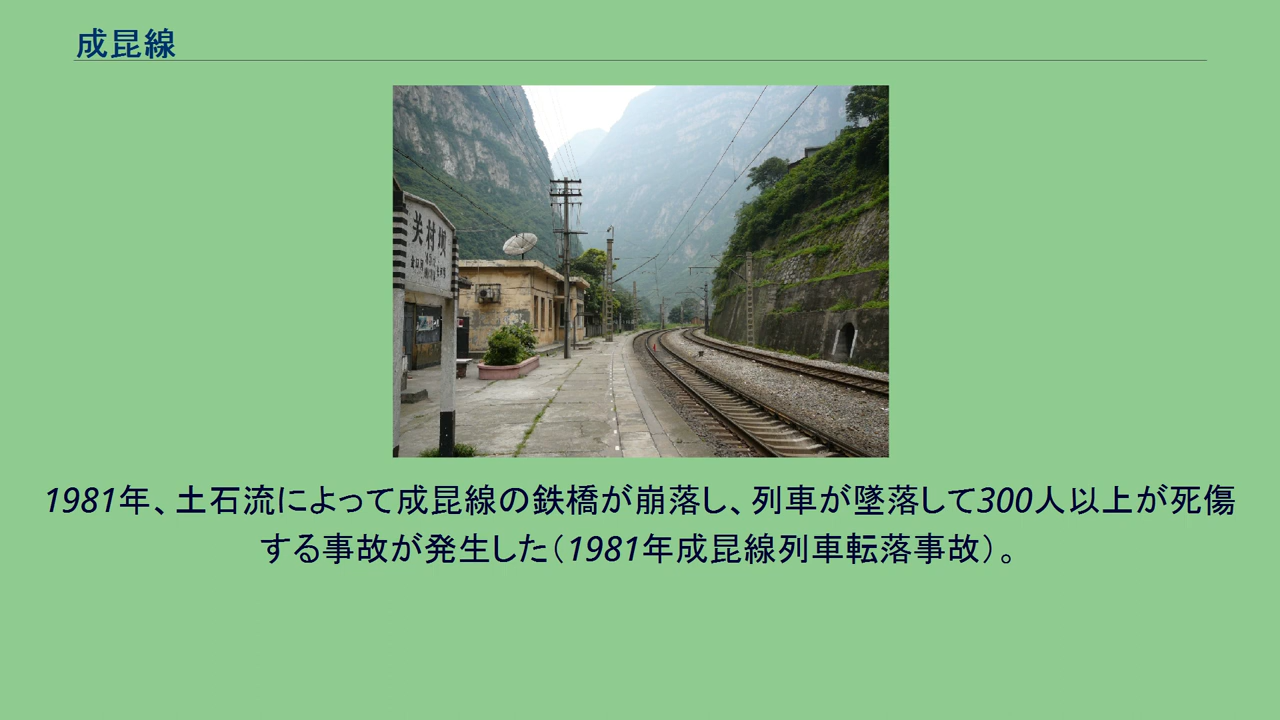 成昆線
关村坝
1981年、土石流によって成昆線の鉄橋が崩落し、列車が墜落して300人以上が死傷
する事故が発生した（1981年成昆線列車転落事故）。